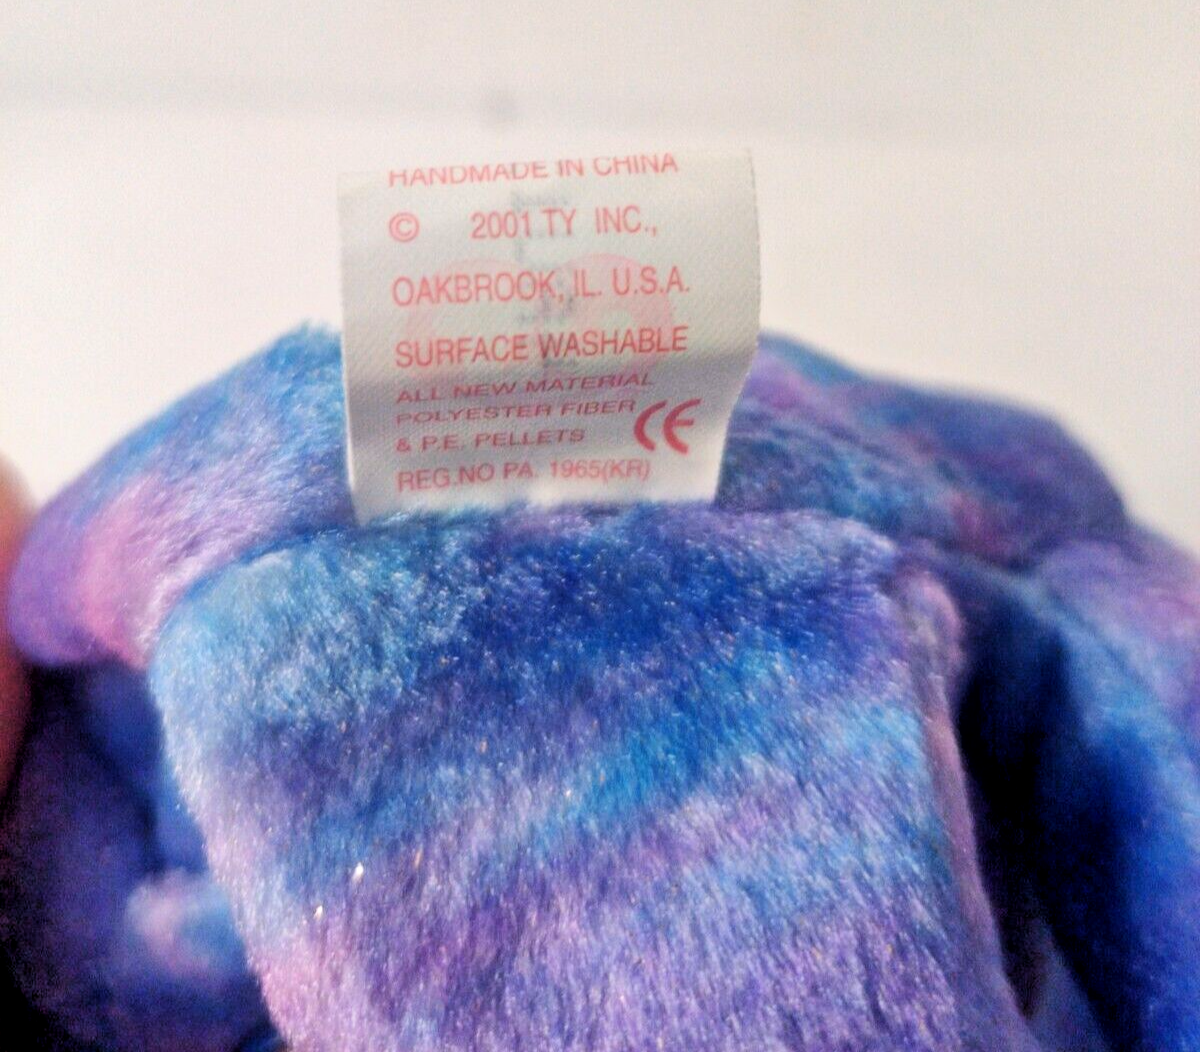 HANDMADE IN CHINA
© 2001 TY INC.,
OAKBROOK, IL. U.S.A.
SURFACE WASHABLE
ALL NEW MATERIAL
POLYESTER FIBER
& P.E. PELLETS CE
REG.NO PA. 1965(KR)